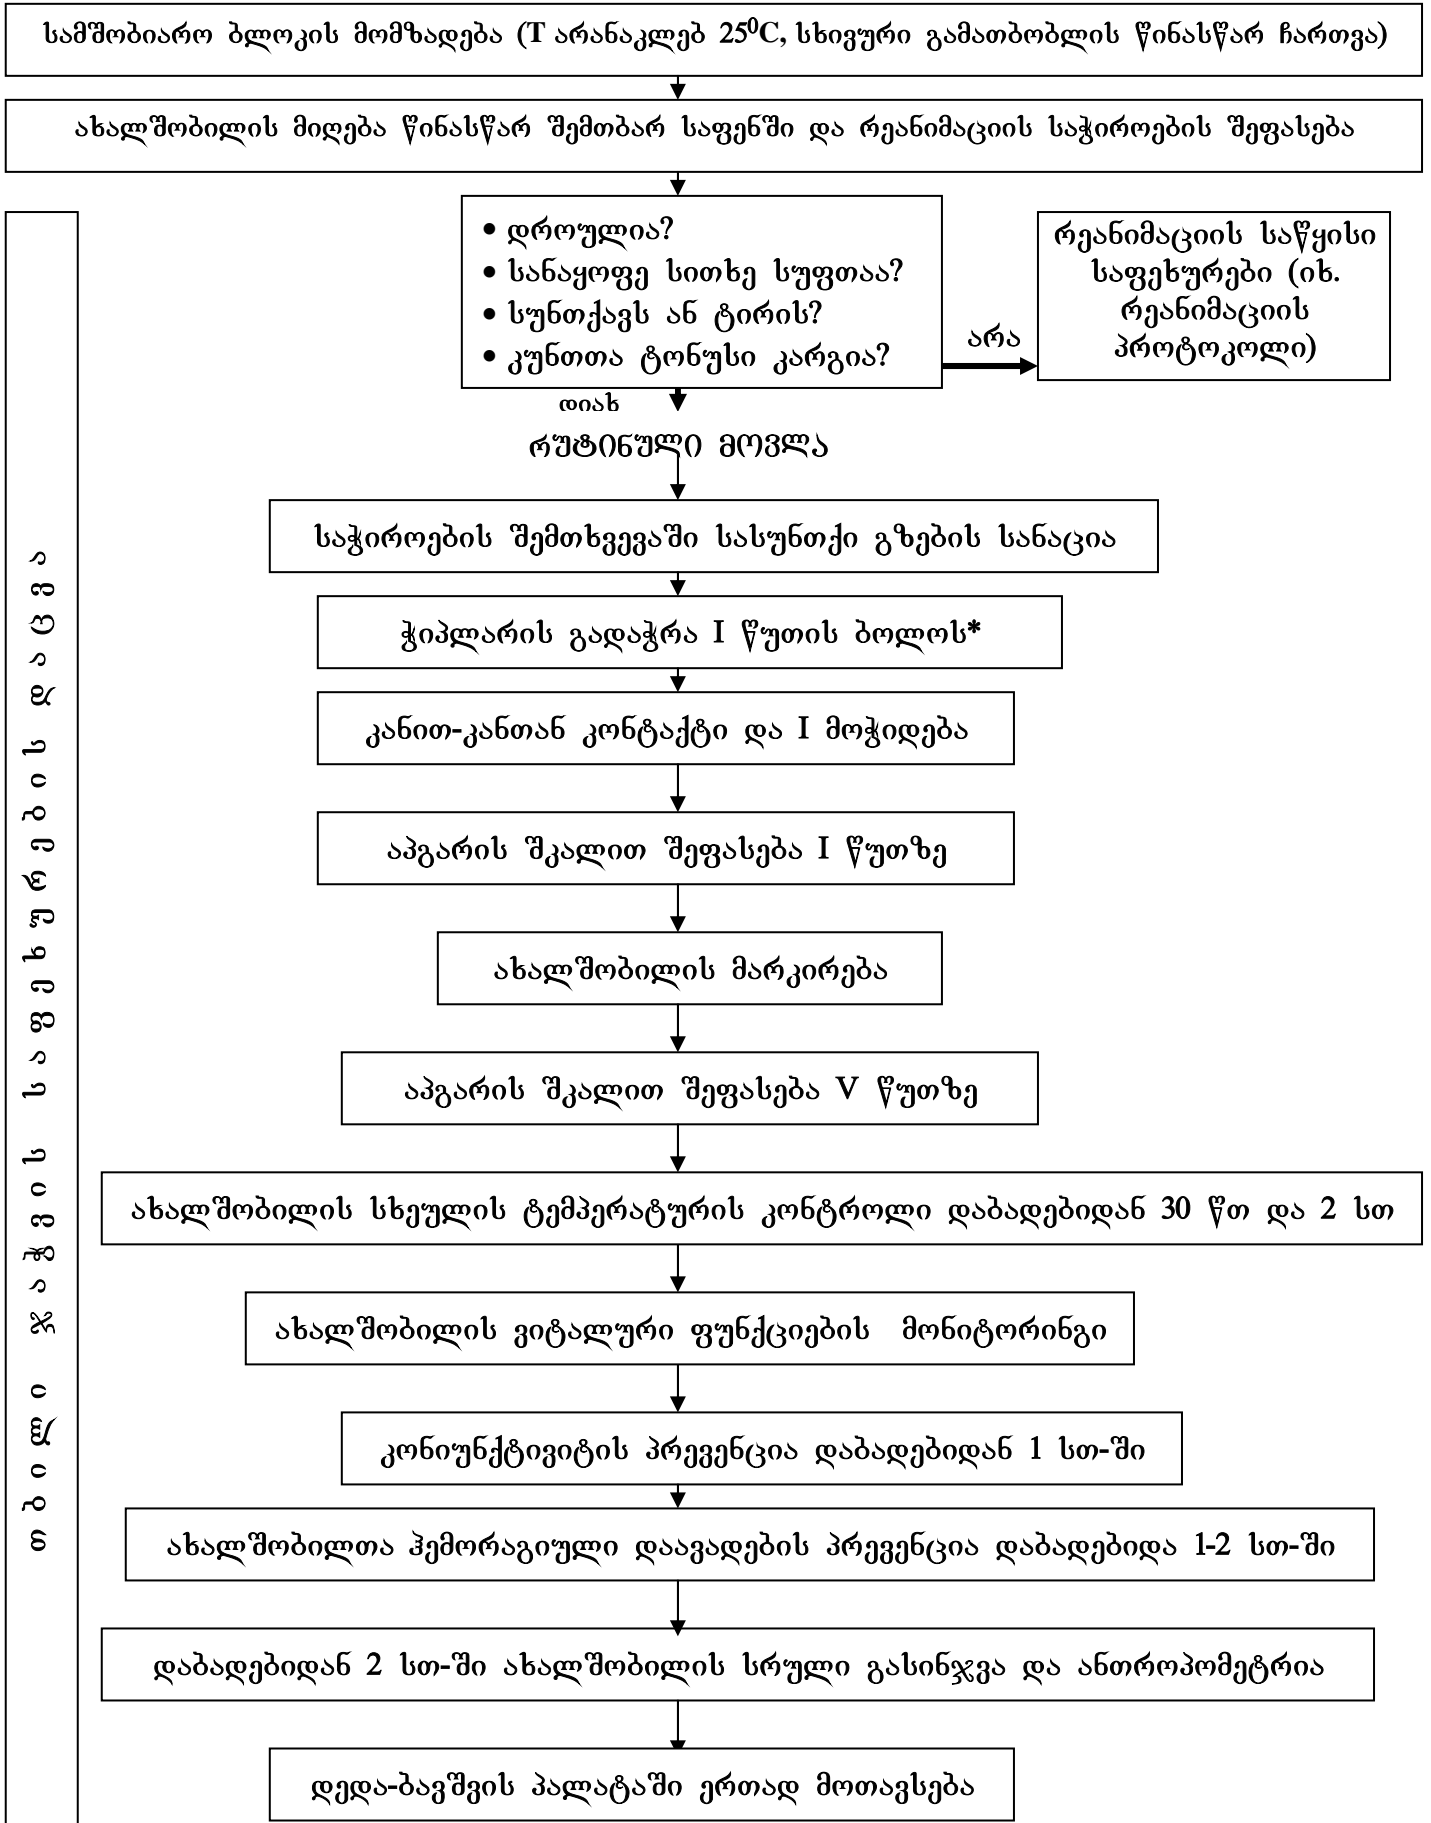 სამშობიარო ბლოკის მომზადება (T არანაკლებ 25⁰C, სხივური გამათბობლის წინასწარ ჩართვა)
ახალშობილის მიღება წინასწარ შემთბარ საფენში და რეანიმაციის საჭიროების შეფასება
• დროულია?
• სანაყოფე სითხე სუფთაა?
• სუნთქავს ან ტირის?
• კუნთთა ტონუსი კარგია?
არა
რეანიმაციის საწყისი
საფეხურები (იხ.
რეანიმაციის
პროტოკოლი)
დიახ
რუტინული მოვლა
საჭიროების შემთხვევაში სასუნთქი გზების სანაცია
ჭიპლარის გადაჭრა I წუთის ბოლოს*
კანით-კანთან კონტაქტი და I მოჭიდება
აპგარის შკალით შეფასება I წუთზე
ახალშობილის მარკირება
აპგარის შკალით შეფასება V წუთზე
ახალშობილის სხეულის ტემპერატურის კონტროლი დაბადებიდან 30 წთ და 2 სთ
ახალშობილის ვიტალური ფუნქციების მონიტორინგი
კონიუნქტივიტის პრევენცია დაბადებიდან 1 სთ-ში
ახალშობილთა ჰემორაგიული დაავადების პრევენცია დაბადებიდა 1-2 სთ-ში
დაბადებიდან 2 სთ-ში ახალშობილის სრული გასინჯვა და ანთროპომეტრია
დედა-ბავშვის პალატაში ერთად მოთავსება
თბილი ჯაჭვის საფეხურების დაცვა